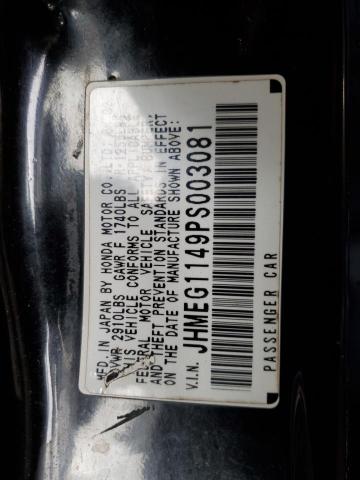 MFD. IN JAPAN BY HONDA MOTOR CO., LTD.
GVWR 2910LBS GAWR F 1740LBS
THIS VEHICLE CONFORMS TO ALL APPLICABLE
FEDERAL MOTOR VEHICLE SAFETY, BUMPER,
AND THEFT PREVENTION STANDARDS IN EFFECT
ON THE DATE OF MANUFACTURE SHOWN ABOVE.
V.I.N. JHMEG1149PS003081
PASSENGER CAR